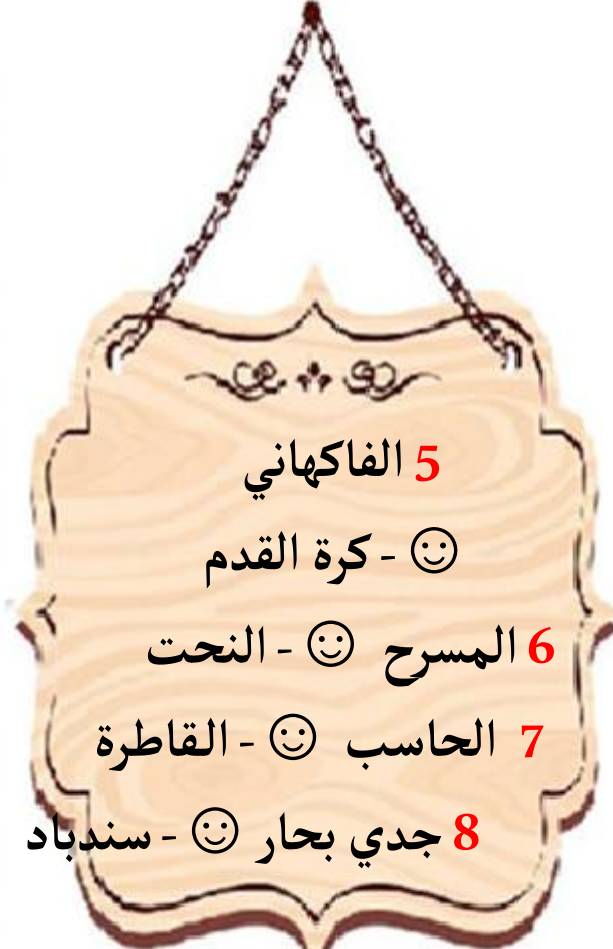 5 الفاكهاني
☺ - كرة القدم
6 المسرح ☺ - النحت
7 الحاسب ☺ - القاطرة
8 جدي بحار ☺ - سندباد